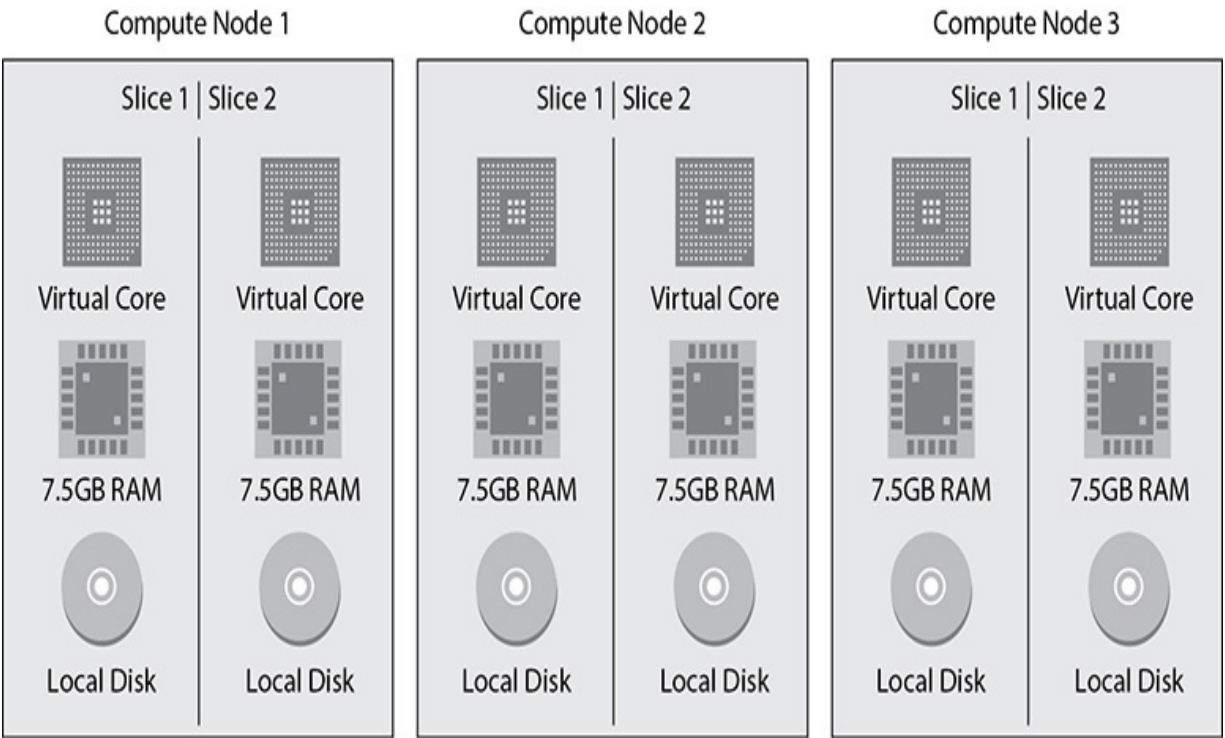 Compute Node 1
Compute Node 2
Compute Node 3
Slice 1 | Slice 2
Slice 1 | Slice 2
Slice 1 | Slice 2
Virtual Core
Virtual Core
Virtual Core
Virtual Core
Virtual Core
Virtual Core
7.5GB RAM
7.5GB RAM
7.5GB RAM
7.5GB RAM
7.5GB RAM
7.5GB RAM
Local Disk
Local Disk
Local Disk
Local Disk
Local Disk
Local Disk